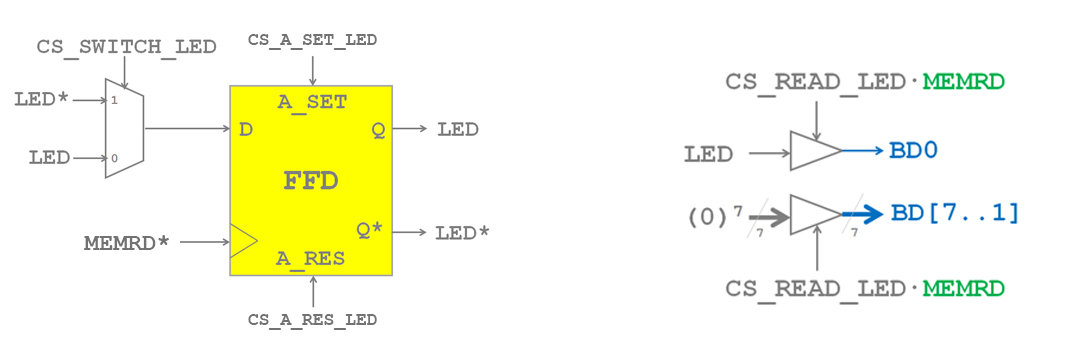 CS_SWITCH_LED
CS_A_SET_LED
LED*
1
LED
0
A_SET
D
Q
LED
FFD
MEMRD*
Q*
LED*
A_RES
CS_A_RES_LED
CS_READ_LED·MEMRD
LED
BD0
(0)⁷
7
7
BD[7..1]
CS_READ_LED·MEMRD